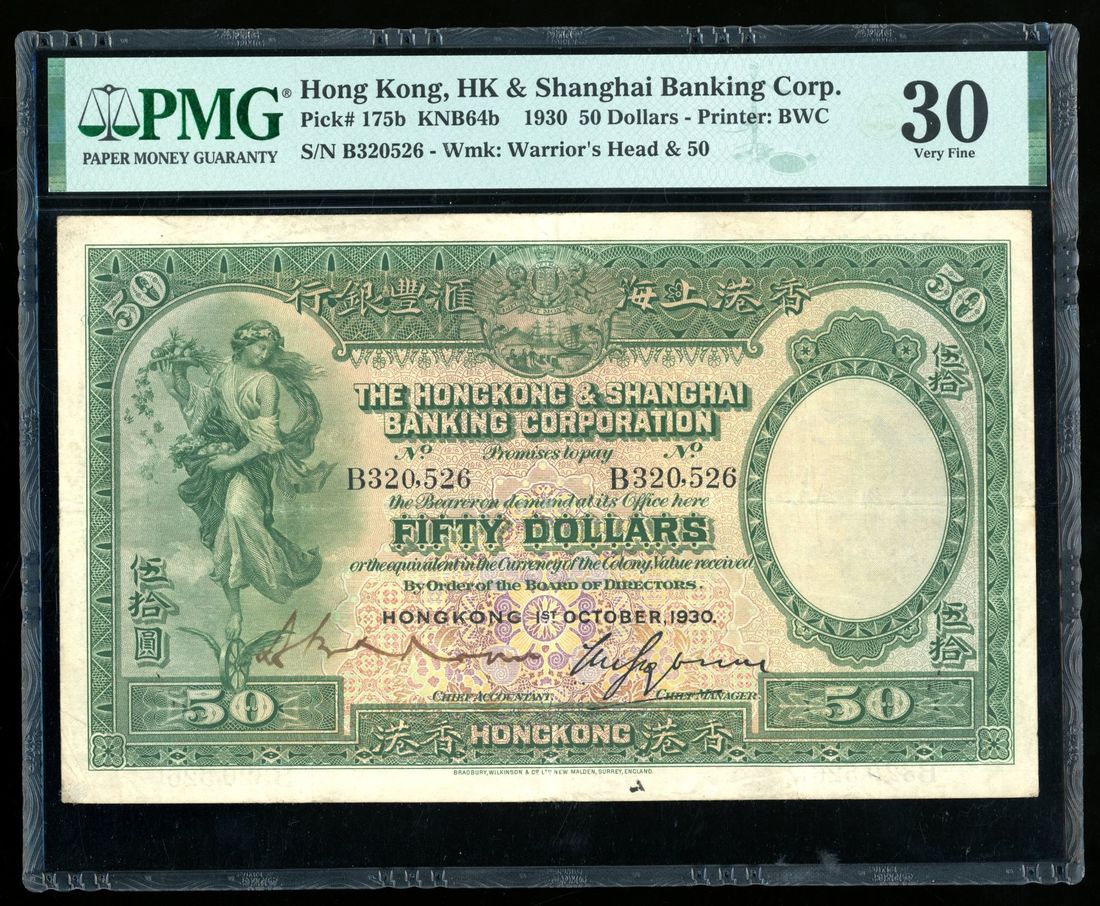 PMG®
PAPER MONEY GUARANTY
Hong Kong, HK & Shanghai Banking Corp.
Pick# 175b KNB64b 1930 50 Dollars - Printer: BWC
S/N B320526 - Wmk: Warrior's Head & 50
30
Very Fine
50 50
行銀豐滙 海上港香
伍拾
THE HONGKONG & SHANGHAI
BANKING CORPORATION
No Promises to pay No
B320,526 B320,526
the Bearer on demand at its Office here
FIFTY DOLLARS
or the equivalent in the Currency of the Colony, Value received
By Order of the BOARD OF DIRECTORS.
HONGKONG 1ST OCTOBER, 1930.
伍拾圓
伍拾
CHIEF ACCOUNTANT. CHIEF MANAGER
50 50
港香 HONGKONG 港香
BRADBURY, WILKINSON & Co LTD NEW MALDEN, SURREY, ENGLAND.